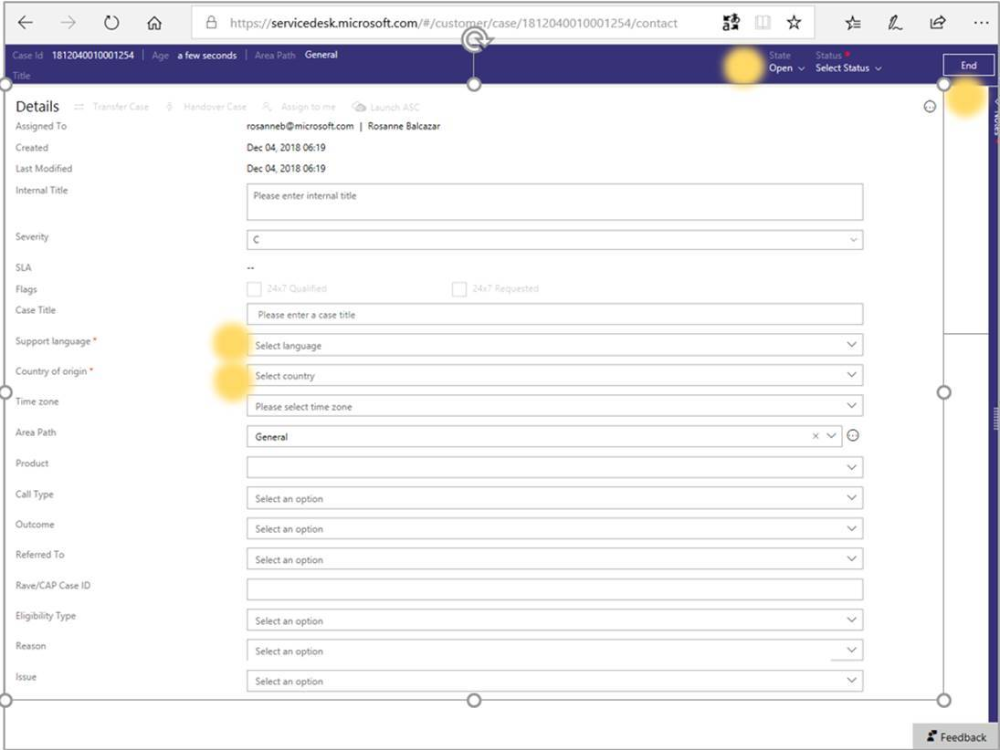 https://servicedesk.microsoft.com/#/customer/case/1812040010001254/contact
Case Id 1812040010001254 | Age a few seconds | Area Path General
State
Status *
Title
Open
Select Status
End
Details
Transfer Case
Handover Case
Assign to me
Launch ASC
Notes
Assigned To rosanneb@microsoft.com | Rosanne Balcazar
Created Dec 04, 2018 06:19
Last Modified Dec 04, 2018 06:19
Internal Title Please enter internal title
Severity C
SLA --
Flags 24x7 Qualified 24x7 Requested
Case Title Please enter a case title
Support language * Select language
Country of origin * Select country
Time zone Please select time zone
Area Path General
Product
Call Type Select an option
Outcome Select an option
Referred To Select an option
Rave/CAP Case ID
Eligibility Type Select an option
Reason Select an option
Issue Select an option
Feedback